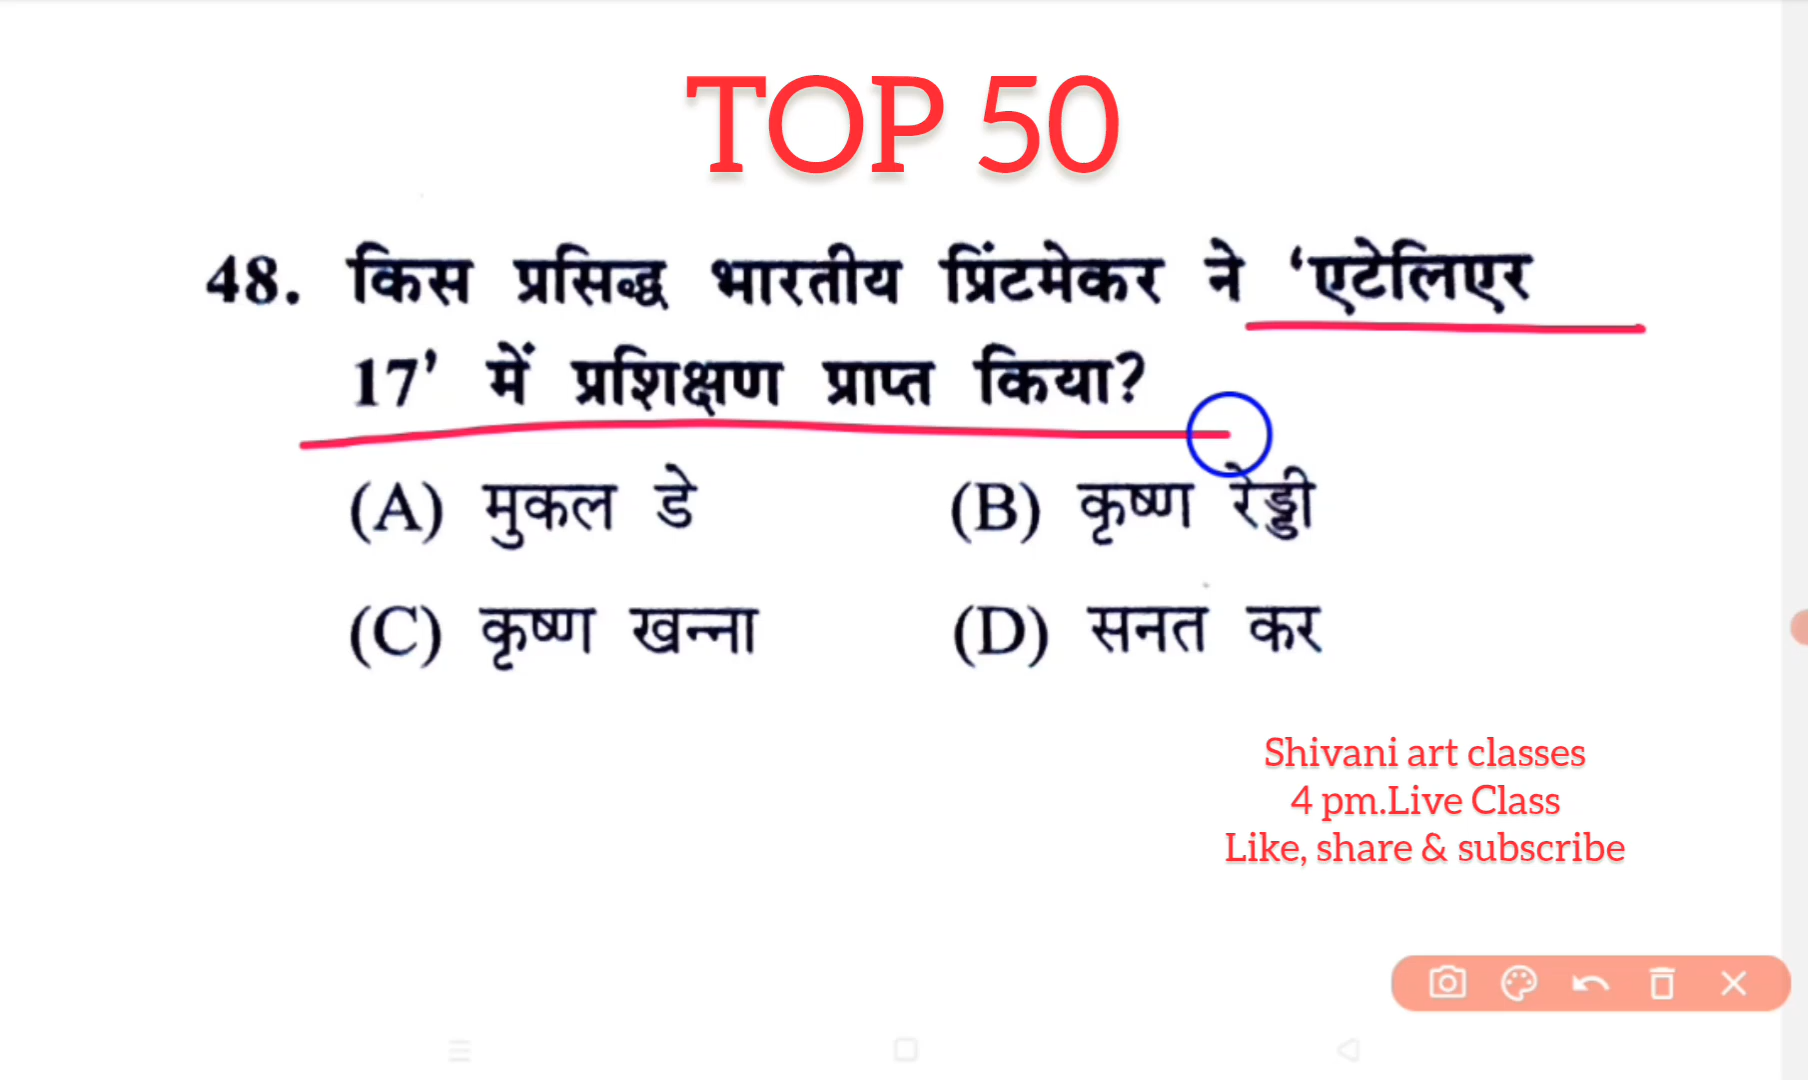 TOP 50
48. किस प्रसिद्ध भारतीय प्रिंटमेकर ने ‘एटेलिएर
17’ में प्रशिक्षण प्राप्त किया?
(A) मुकल डे (B) कृष्ण रेड्डी
(C) कृष्ण खन्ना (D) सनत कर
Shivani art classes
4 pm.Live Class
Like, share & subscribe